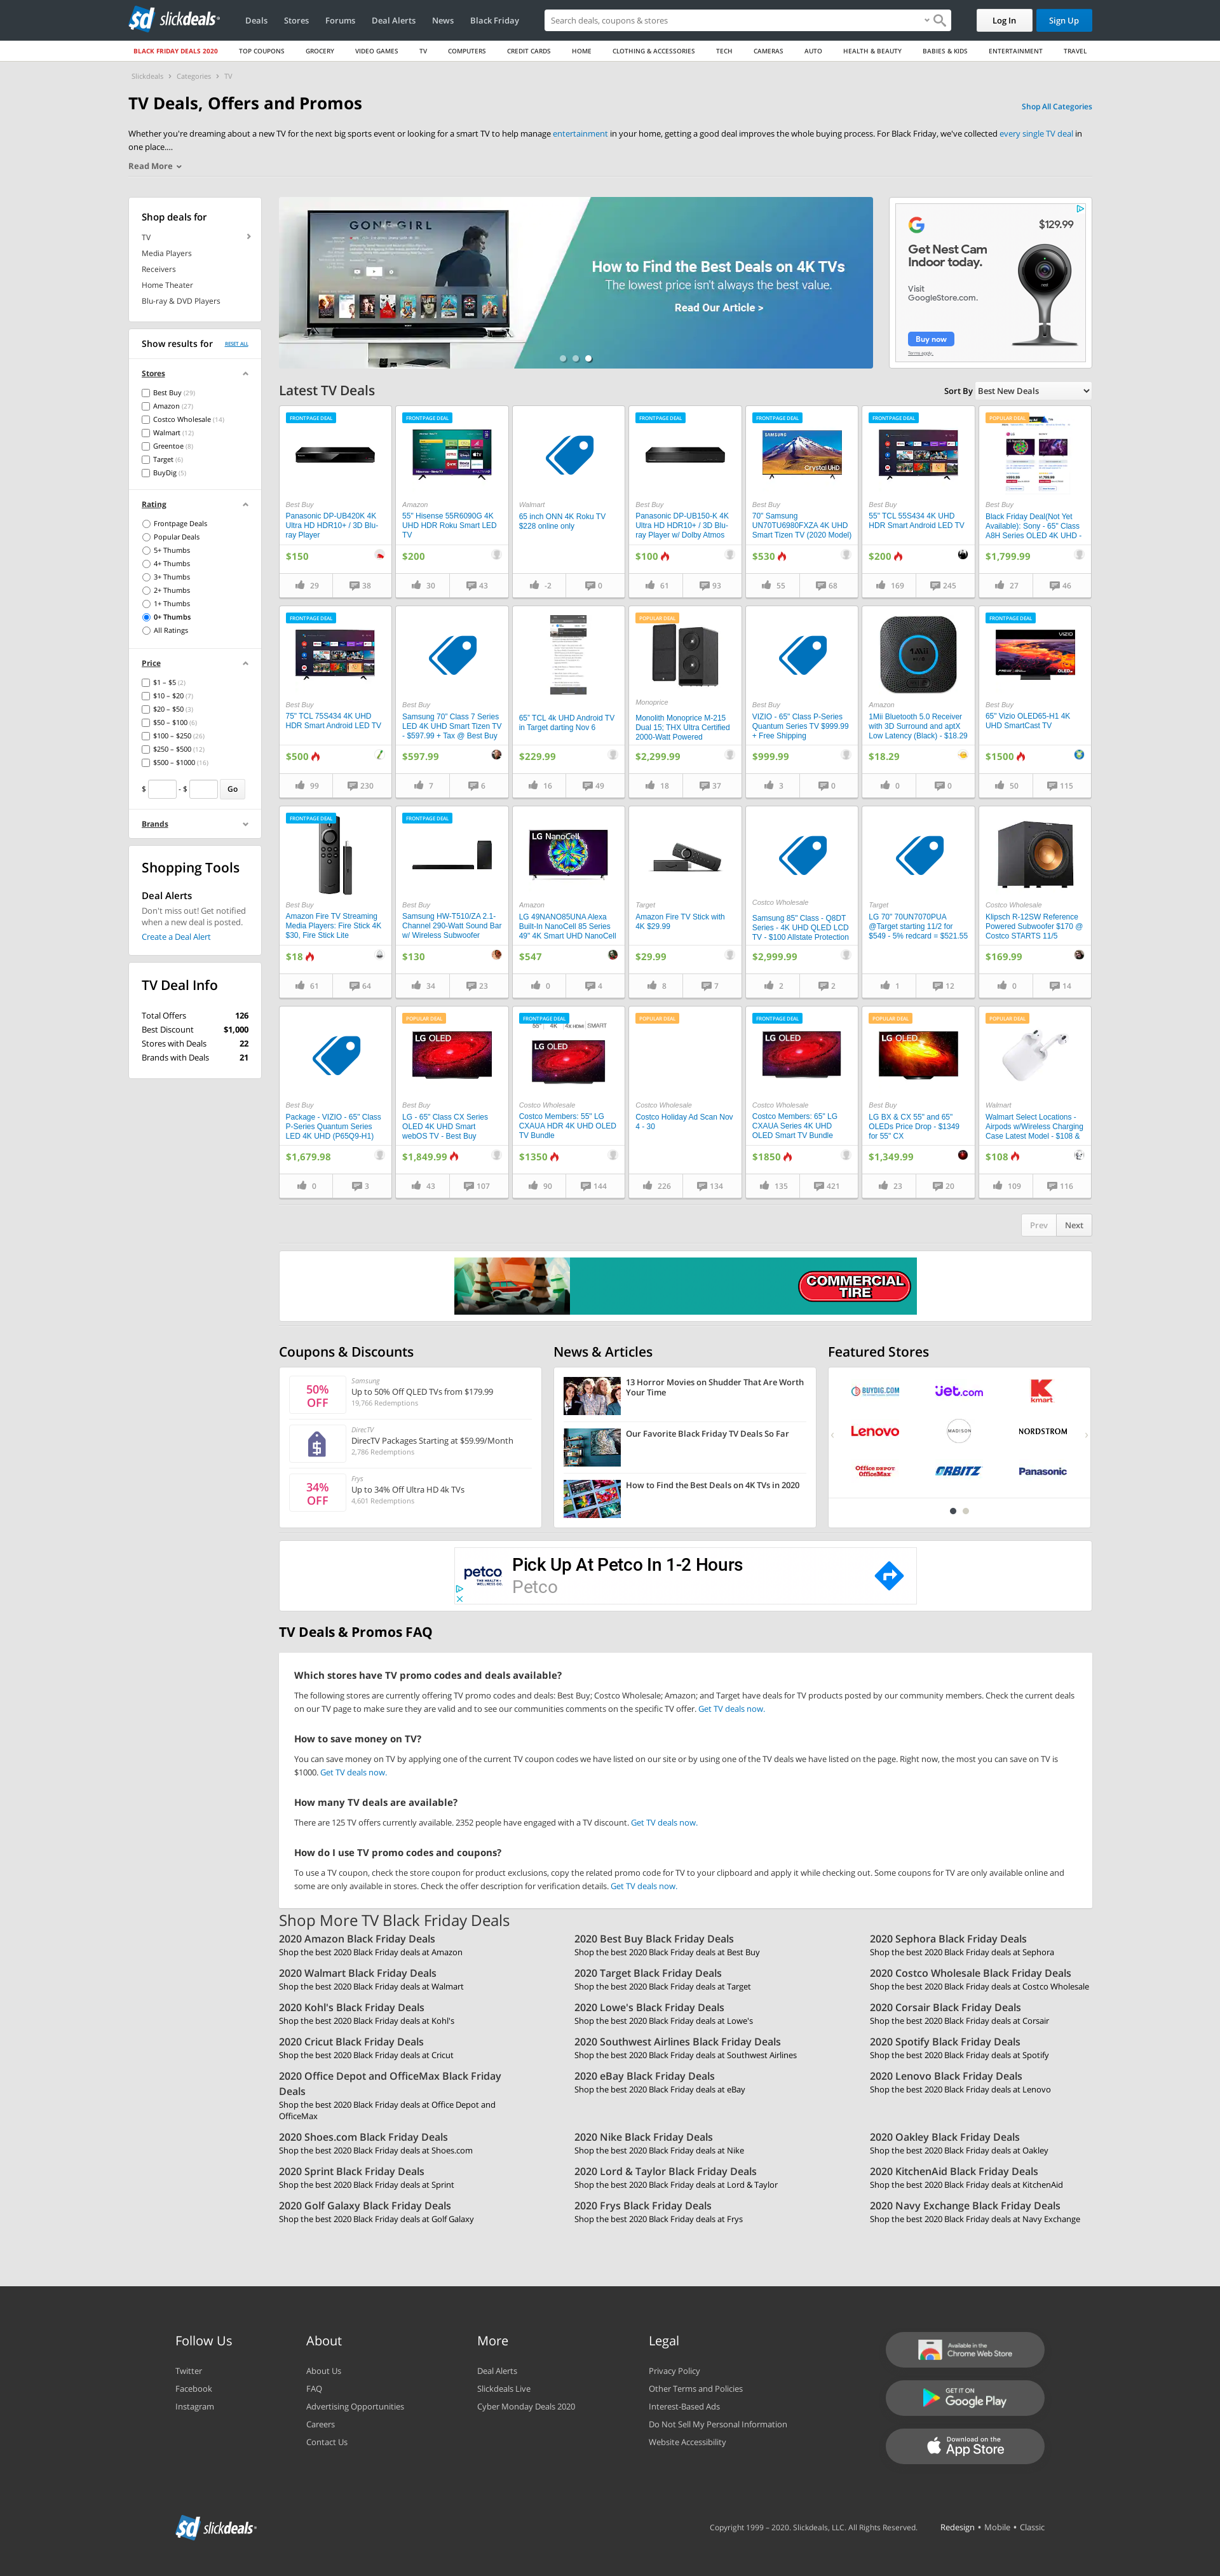 slickdeals
Deals
Stores
Forums
Deal Alerts
News
Black Friday
Search deals, coupons & stores
Log In
Sign Up
BLACK FRIDAY DEALS 2020
TOP COUPONS
GROCERY
VIDEO GAMES
TV
COMPUTERS
CREDIT CARDS
HOME
CLOTHING & ACCESSORIES
TECH
CAMERAS
AUTO
HEALTH & BEAUTY
BABIES & KIDS
ENTERTAINMENT
TRAVEL
Slickdeals > Categories > TV
TV Deals, Offers and Promos
Shop All Categories
Whether you're dreaming about a new TV for the next big sports event or looking for a smart TV to help manage entertainment in your home, getting a good deal improves the whole buying process. For Black Friday, we've collected every single TV deal in
one place....
Read More
Shop deals for
TV
Media Players
Receivers
Home Theater
Blu-ray & DVD Players
Show results for
RESET ALL
Stores
Best Buy (29)
Amazon (27)
Costco Wholesale (14)
Walmart (12)
Greentoe (8)
Target (6)
BuyDig (5)
Rating
Frontpage Deals
Popular Deals
5+ Thumbs
4+ Thumbs
3+ Thumbs
2+ Thumbs
1+ Thumbs
0+ Thumbs
All Ratings
Price
$1 – $5 (2)
$10 – $20 (7)
$20 – $50 (3)
$50 – $100 (6)
$100 – $250 (26)
$250 – $500 (12)
$500 – $1000 (16)
$ - $ Go
Brands
Shopping Tools
Deal Alerts
Don't miss out! Get notified
when a new deal is posted.
Create a Deal Alert
TV Deal Info
Total Offers 126
Best Discount $1,000
Stores with Deals 22
Brands with Deals 21
GONE GIRL
How to Find the Best Deals on 4K TVs
The lowest price isn't always the best value.
Read Our Article >
$129.99
Get Nest Cam
Indoor today.
Visit
GoogleStore.com.
Buy now
Terms apply.
Latest TV Deals
Sort By Best New Deals
FRONTPAGE DEAL
Best Buy
Panasonic DP-UB420K 4K
Ultra HD HDR10+ / 3D Blu-
ray Player
$150
29 38
FRONTPAGE DEAL
Amazon
55" Hisense 55R6090G 4K
UHD HDR Roku Smart LED
TV
$200
30 43
Walmart
65 inch ONN 4K Roku TV
$228 online only
-2 0
FRONTPAGE DEAL
Best Buy
Panasonic DP-UB150-K 4K
Ultra HD HDR10+ / 3D Blu-
ray Player w/ Dolby Atmos
$100
61 93
FRONTPAGE DEAL
SAMSUNG
Crystal UHD
Best Buy
70" Samsung
UN70TU6980FXZA 4K UHD
Smart Tizen TV (2020 Model)
$530
55 68
FRONTPAGE DEAL
Best Buy
55" TCL 55S434 4K UHD
HDR Smart Android LED TV
$200
169 245
POPULAR DEAL
Best Buy
Black Friday Deal(Not Yet
Available): Sony - 65" Class
A8H Series OLED 4K UHD -
$1,799.99
27 46
FRONTPAGE DEAL
Best Buy
75" TCL 75S434 4K UHD
HDR Smart Android LED TV
$500
99 230
Best Buy
Samsung 70" Class 7 Series
LED 4K UHD Smart Tizen TV
- $597.99 + Tax @ Best Buy
$597.99
7 6
65" TCL 4k UHD Android TV
in Target darting Nov 6
$229.99
16 49
POPULAR DEAL
Monoprice
Monolith Monoprice M-215
Dual 15; THX Ultra Certified
2000-Watt Powered
$2,299.99
18 37
Best Buy
VIZIO - 65" Class P-Series
Quantum Series TV $999.99
+ Free Shipping
$999.99
3 0
1Mii
Amazon
1Mii Bluetooth 5.0 Receiver
with 3D Surround and aptX
Low Latency (Black) - $18.29
$18.29
0 0
FRONTPAGE DEAL
VIZIO
OLED
Best Buy
65" Vizio OLED65-H1 4K
UHD SmartCast TV
$1500
50 115
FRONTPAGE DEAL
Best Buy
Amazon Fire TV Streaming
Media Players: Fire Stick 4K
$30, Fire Stick Lite
$18
61 64
FRONTPAGE DEAL
Best Buy
Samsung HW-T510/ZA 2.1-
Channel 290-Watt Sound Bar
w/ Wireless Subwoofer
$130
34 23
LG NanoCell
Amazon
LG 49NANO85UNA Alexa
Built-In NanoCell 85 Series
49" 4K Smart UHD NanoCell
$547
0 4
Target
Amazon Fire TV Stick with
4K $29.99
$29.99
8 7
Costco Wholesale
Samsung 85" Class - Q8DT
Series - 4K UHD QLED LCD
TV - $100 Allstate Protection
$2,999.99
2 2
Target
LG 70" 70UN7070PUA
@Target starting 11/2 for
$549 - 5% redcard = $521.55
1 12
Costco Wholesale
Klipsch R-12SW Reference
Powered Subwoofer $170 @
Costco STARTS 11/5
$169.99
0 14
Best Buy
Package - VIZIO - 65" Class
P-Series Quantum Series
LED 4K UHD (P65Q9-H1)
$1,679.98
0 3
POPULAR DEAL
LG OLED
Best Buy
LG - 65" Class CX Series
OLED 4K UHD Smart
webOS TV - Best Buy
$1,849.99
43 107
FRONTPAGE DEAL
55" 4K 4x HDMI SMART
LG OLED
Costco Wholesale
Costco Members: 55" LG
CXAUA HDR 4K UHD OLED
TV Bundle
$1350
90 144
POPULAR DEAL
Costco Wholesale
Costco Holiday Ad Scan Nov
4 - 30
226 134
FRONTPAGE DEAL
LG OLED
Costco Wholesale
Costco Members: 65" LG
CXAUA Series 4K UHD
OLED Smart TV Bundle
$1850
135 421
POPULAR DEAL
LG OLED
Best Buy
LG BX & CX 55" and 65"
OLEDs Price Drop - $1349
for 55" CX
$1,349.99
23 20
POPULAR DEAL
Walmart
Walmart Select Locations -
Airpods w/Wireless Charging
Case Latest Model - $108 &
$108
109 116
Prev Next
COMMERCIAL
TIRE
Coupons & Discounts
50%
OFF
Samsung
Up to 50% Off QLED TVs from $179.99
19,766 Redemptions
DirecTV
DirecTV Packages Starting at $59.99/Month
2,786 Redemptions
34%
OFF
Frys
Up to 34% Off Ultra HD 4k TVs
4,601 Redemptions
News & Articles
13 Horror Movies on Shudder That Are Worth
Your Time
Our Favorite Black Friday TV Deals So Far
How to Find the Best Deals on 4K TVs in 2020
Featured Stores
BUYDIG.COM
jet.com
kmart
Lenovo
MADISON
NORDSTROM
Office DEPOT
OfficeMax
ORBITZ
Panasonic
petco
Pick Up At Petco In 1-2 Hours
Petco
TV Deals & Promos FAQ
Which stores have TV promo codes and deals available?
The following stores are currently offering TV promo codes and deals: Best Buy; Costco Wholesale; Amazon; and Target have deals for TV products posted by our community members. Check the current deals
on our TV page to make sure they are valid and to see our communities comments on the specific TV offer. Get TV deals now.
How to save money on TV?
You can save money on TV by applying one of the current TV coupon codes we have listed on our site or by using one of the TV deals we have listed on the page. Right now, the most you can save on TV is
$1000. Get TV deals now.
How many TV deals are available?
There are 125 TV offers currently available. 2352 people have engaged with a TV discount. Get TV deals now.
How do I use TV promo codes and coupons?
To use a TV coupon, check the store coupon for product exclusions, copy the related promo code for TV to your clipboard and apply it while checking out. Some coupons for TV are only available online and
some are only available in stores. Check the offer description for verification details. Get TV deals now.
Shop More TV Black Friday Deals
2020 Amazon Black Friday Deals
Shop the best 2020 Black Friday deals at Amazon
2020 Best Buy Black Friday Deals
Shop the best 2020 Black Friday deals at Best Buy
2020 Sephora Black Friday Deals
Shop the best 2020 Black Friday deals at Sephora
2020 Walmart Black Friday Deals
Shop the best 2020 Black Friday deals at Walmart
2020 Target Black Friday Deals
Shop the best 2020 Black Friday deals at Target
2020 Costco Wholesale Black Friday Deals
Shop the best 2020 Black Friday deals at Costco Wholesale
2020 Kohl's Black Friday Deals
Shop the best 2020 Black Friday deals at Kohl's
2020 Lowe's Black Friday Deals
Shop the best 2020 Black Friday deals at Lowe's
2020 Corsair Black Friday Deals
Shop the best 2020 Black Friday deals at Corsair
2020 Cricut Black Friday Deals
Shop the best 2020 Black Friday deals at Cricut
2020 Southwest Airlines Black Friday Deals
Shop the best 2020 Black Friday deals at Southwest Airlines
2020 Spotify Black Friday Deals
Shop the best 2020 Black Friday deals at Spotify
2020 Office Depot and OfficeMax Black Friday
Deals
Shop the best 2020 Black Friday deals at Office Depot and
OfficeMax
2020 eBay Black Friday Deals
Shop the best 2020 Black Friday deals at eBay
2020 Lenovo Black Friday Deals
Shop the best 2020 Black Friday deals at Lenovo
2020 Shoes.com Black Friday Deals
Shop the best 2020 Black Friday deals at Shoes.com
2020 Nike Black Friday Deals
Shop the best 2020 Black Friday deals at Nike
2020 Oakley Black Friday Deals
Shop the best 2020 Black Friday deals at Oakley
2020 Sprint Black Friday Deals
Shop the best 2020 Black Friday deals at Sprint
2020 Lord & Taylor Black Friday Deals
Shop the best 2020 Black Friday deals at Lord & Taylor
2020 KitchenAid Black Friday Deals
Shop the best 2020 Black Friday deals at KitchenAid
2020 Golf Galaxy Black Friday Deals
Shop the best 2020 Black Friday deals at Golf Galaxy
2020 Frys Black Friday Deals
Shop the best 2020 Black Friday deals at Frys
2020 Navy Exchange Black Friday Deals
Shop the best 2020 Black Friday deals at Navy Exchange
Follow Us
Twitter
Facebook
Instagram
About
About Us
FAQ
Advertising Opportunities
Careers
Contact Us
More
Deal Alerts
Slickdeals Live
Cyber Monday Deals 2020
Legal
Privacy Policy
Other Terms and Policies
Interest-Based Ads
Do Not Sell My Personal Information
Website Accessibility
Available in the
Chrome Web Store
GET IT ON
Google Play
Download on the
App Store
slickdeals
Copyright 1999 – 2020. Slickdeals, LLC. All Rights Reserved.
Redesign • Mobile • Classic